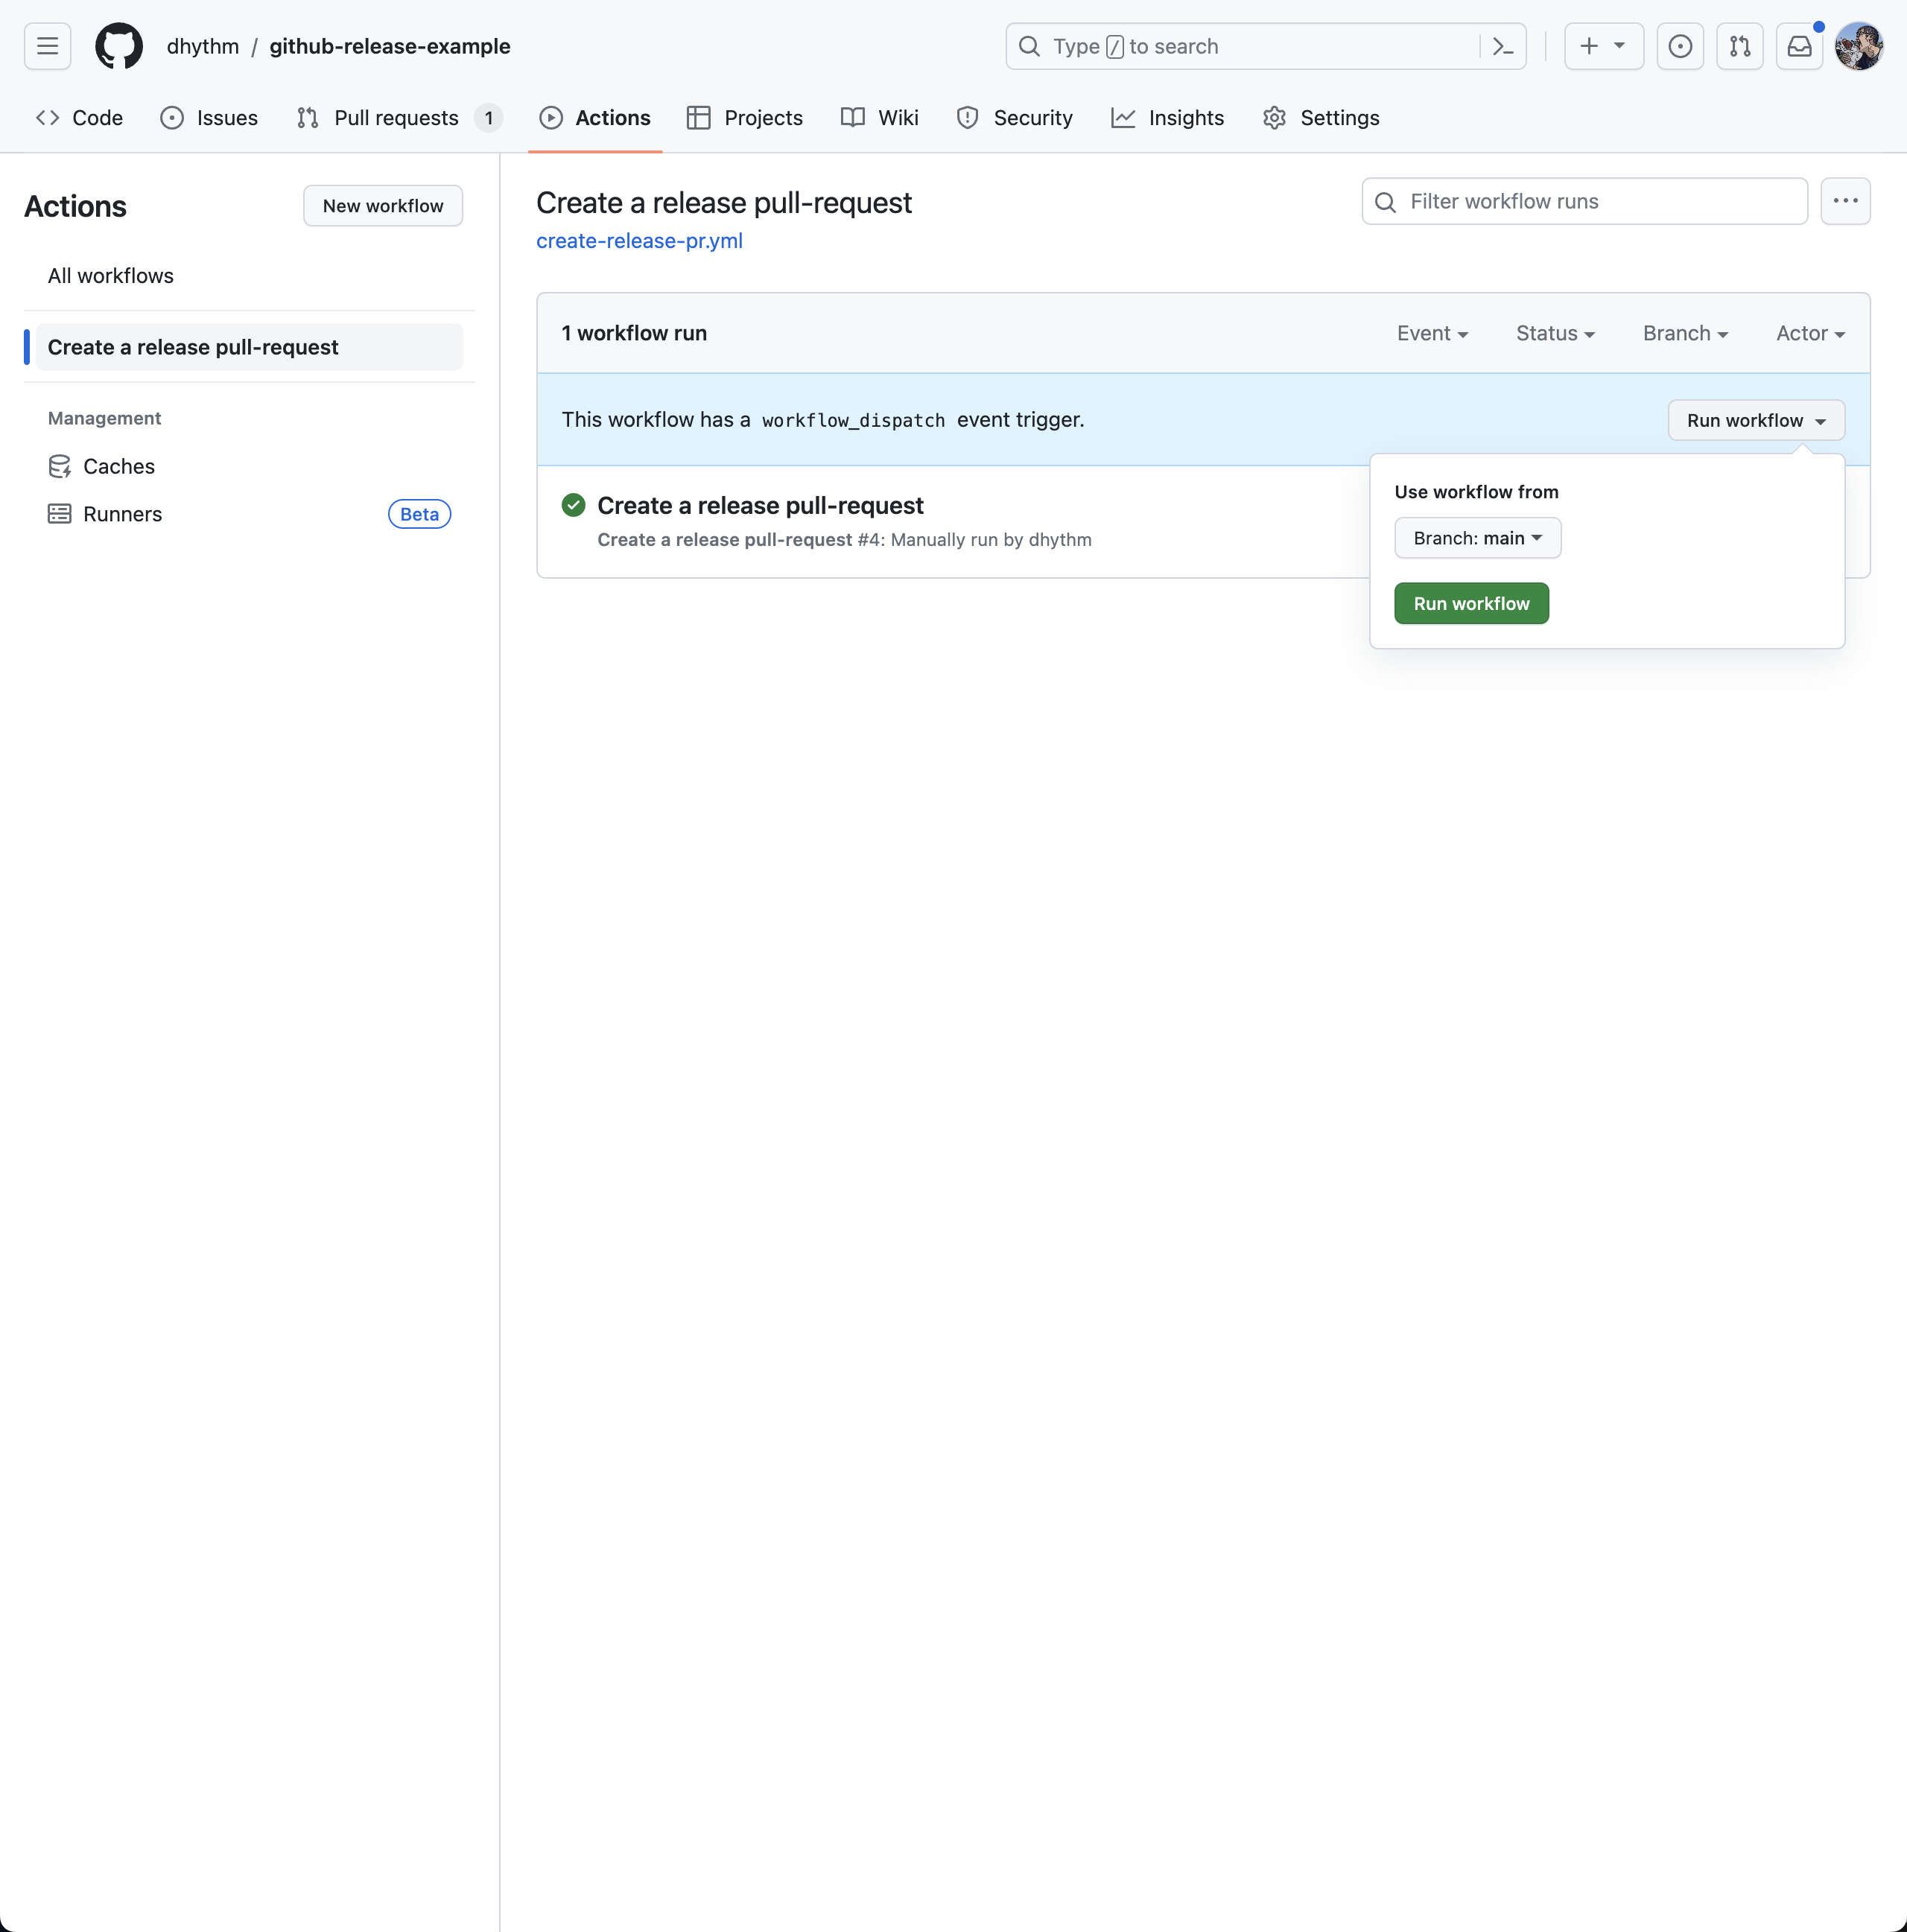 dhythm / github-release-example
Type / to search
Code Issues Pull requests 1 Actions Projects Wiki Security Insights Settings
Actions
New workflow
All workflows
Create a release pull-request
Management
Caches
Runners Beta
Create a release pull-request
create-release-pr.yml
Filter workflow runs
1 workflow run
Event Status Branch Actor
This workflow has a workflow_dispatch event trigger.
Run workflow
Create a release pull-request
Create a release pull-request #4: Manually run by dhythm
Use workflow from
Branch: main
Run workflow